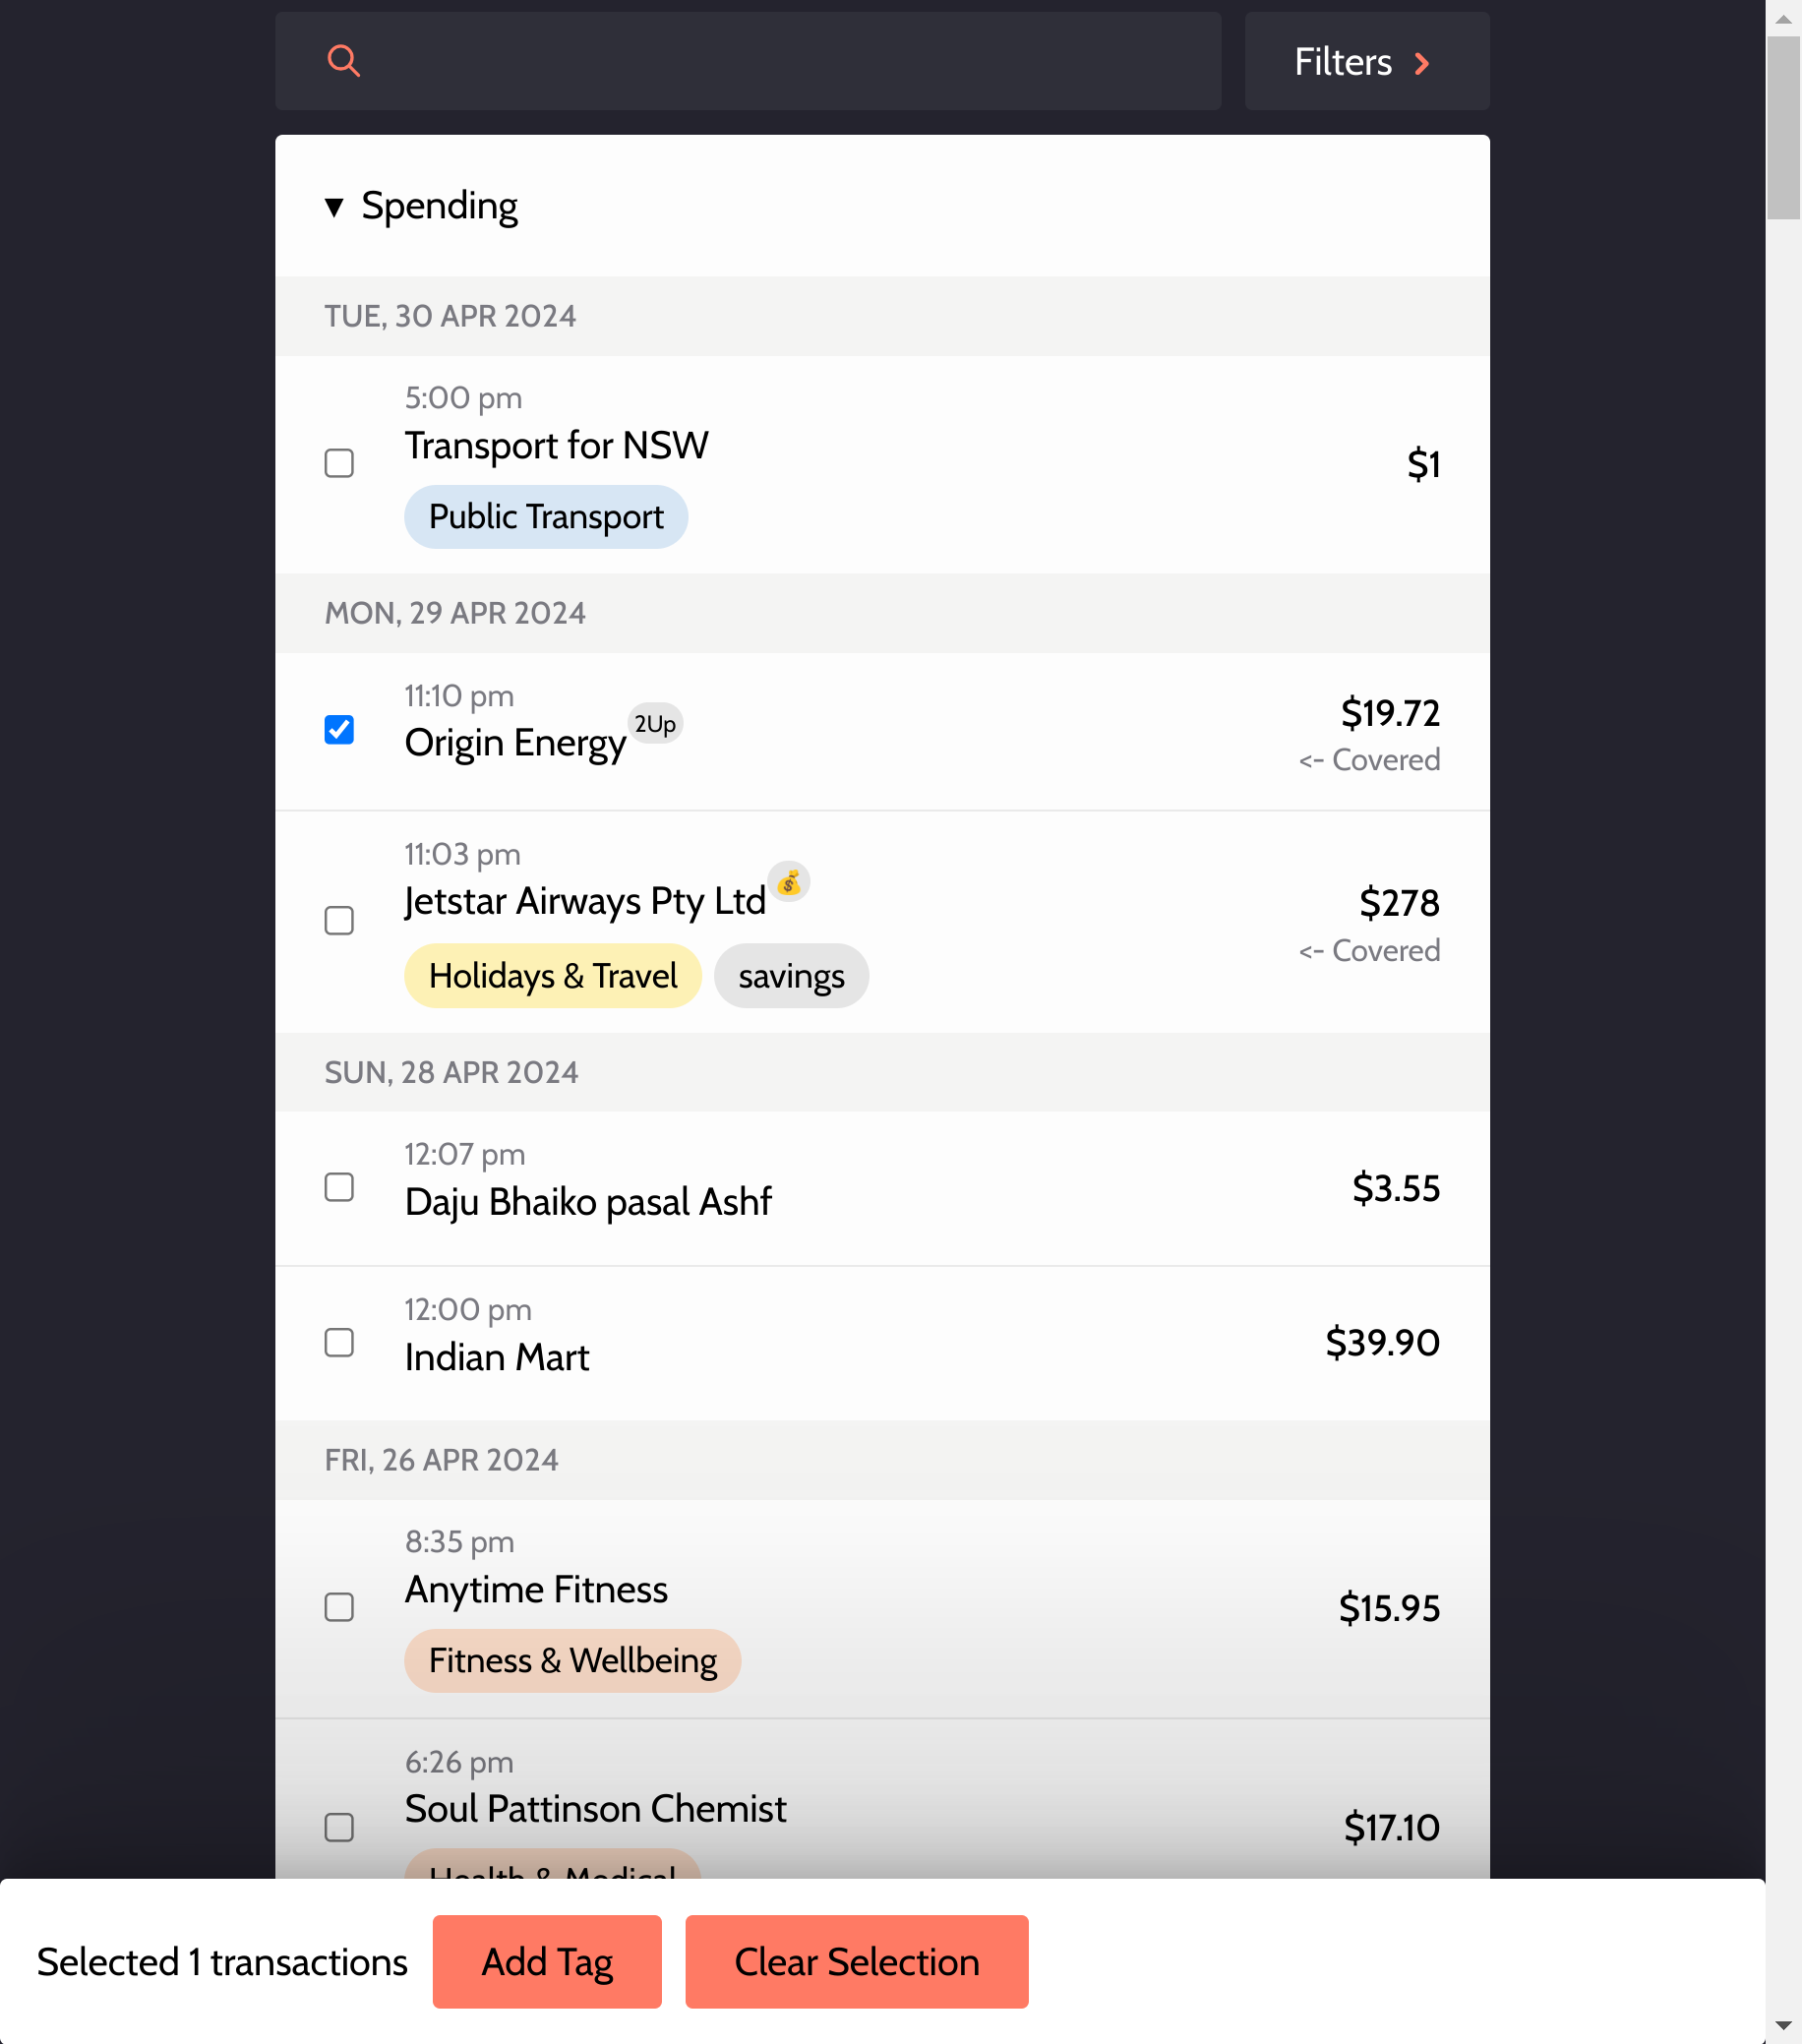 Filters
Spending
TUE, 30 APR 2024
5:00 pm
Transport for NSW
$1
Public Transport
MON, 29 APR 2024
11:10 pm
Origin Energy 2Up
$19.72
<- Covered
11:03 pm
Jetstar Airways Pty Ltd
$278
<- Covered
Holidays & Travel savings
SUN, 28 APR 2024
12:07 pm
Daju Bhaiko pasal Ashf
$3.55
12:00 pm
Indian Mart
$39.90
FRI, 26 APR 2024
8:35 pm
Anytime Fitness
$15.95
Fitness & Wellbeing
6:26 pm
Soul Pattinson Chemist
$17.10
Health & Medical
Selected 1 transactions Add Tag Clear Selection